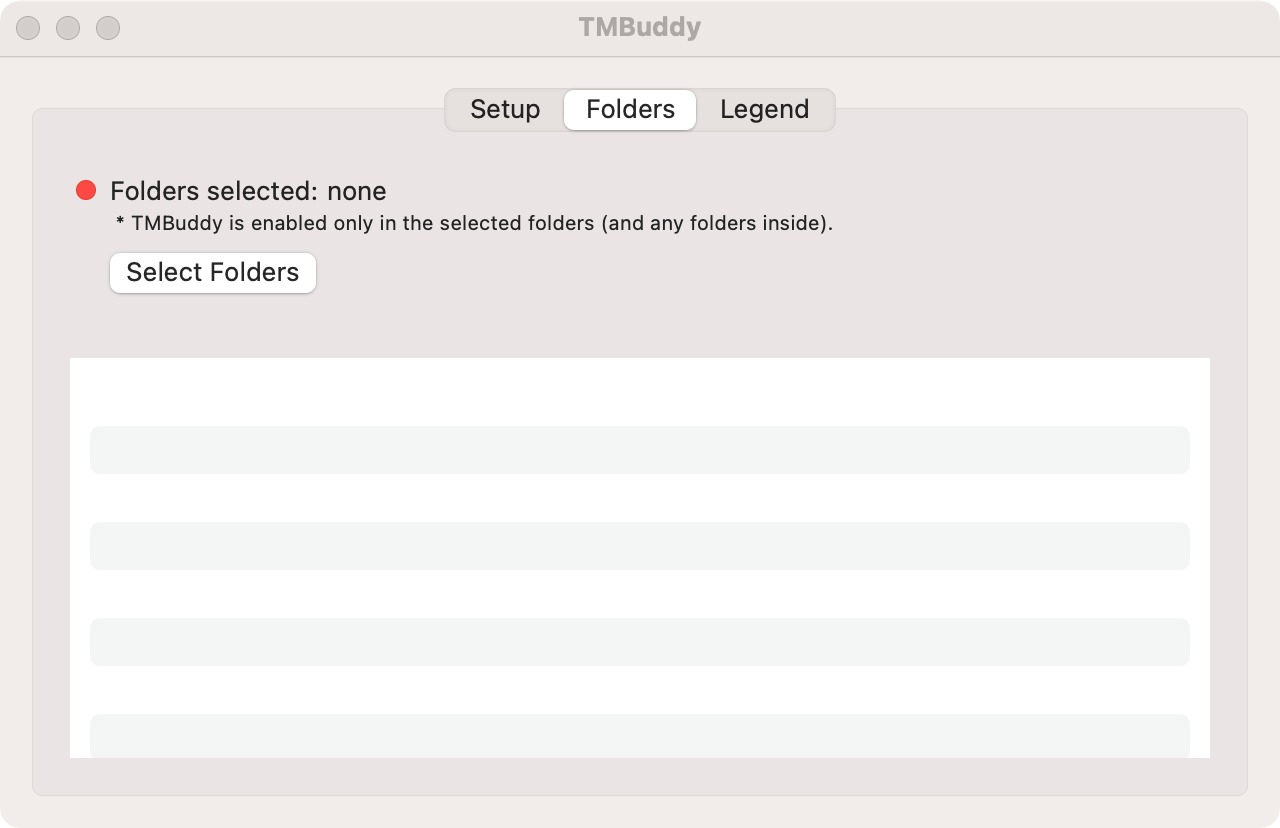 TMBuddy
Setup Folders Legend
Folders selected: none
* TMBuddy is enabled only in the selected folders (and any folders inside).
Select Folders